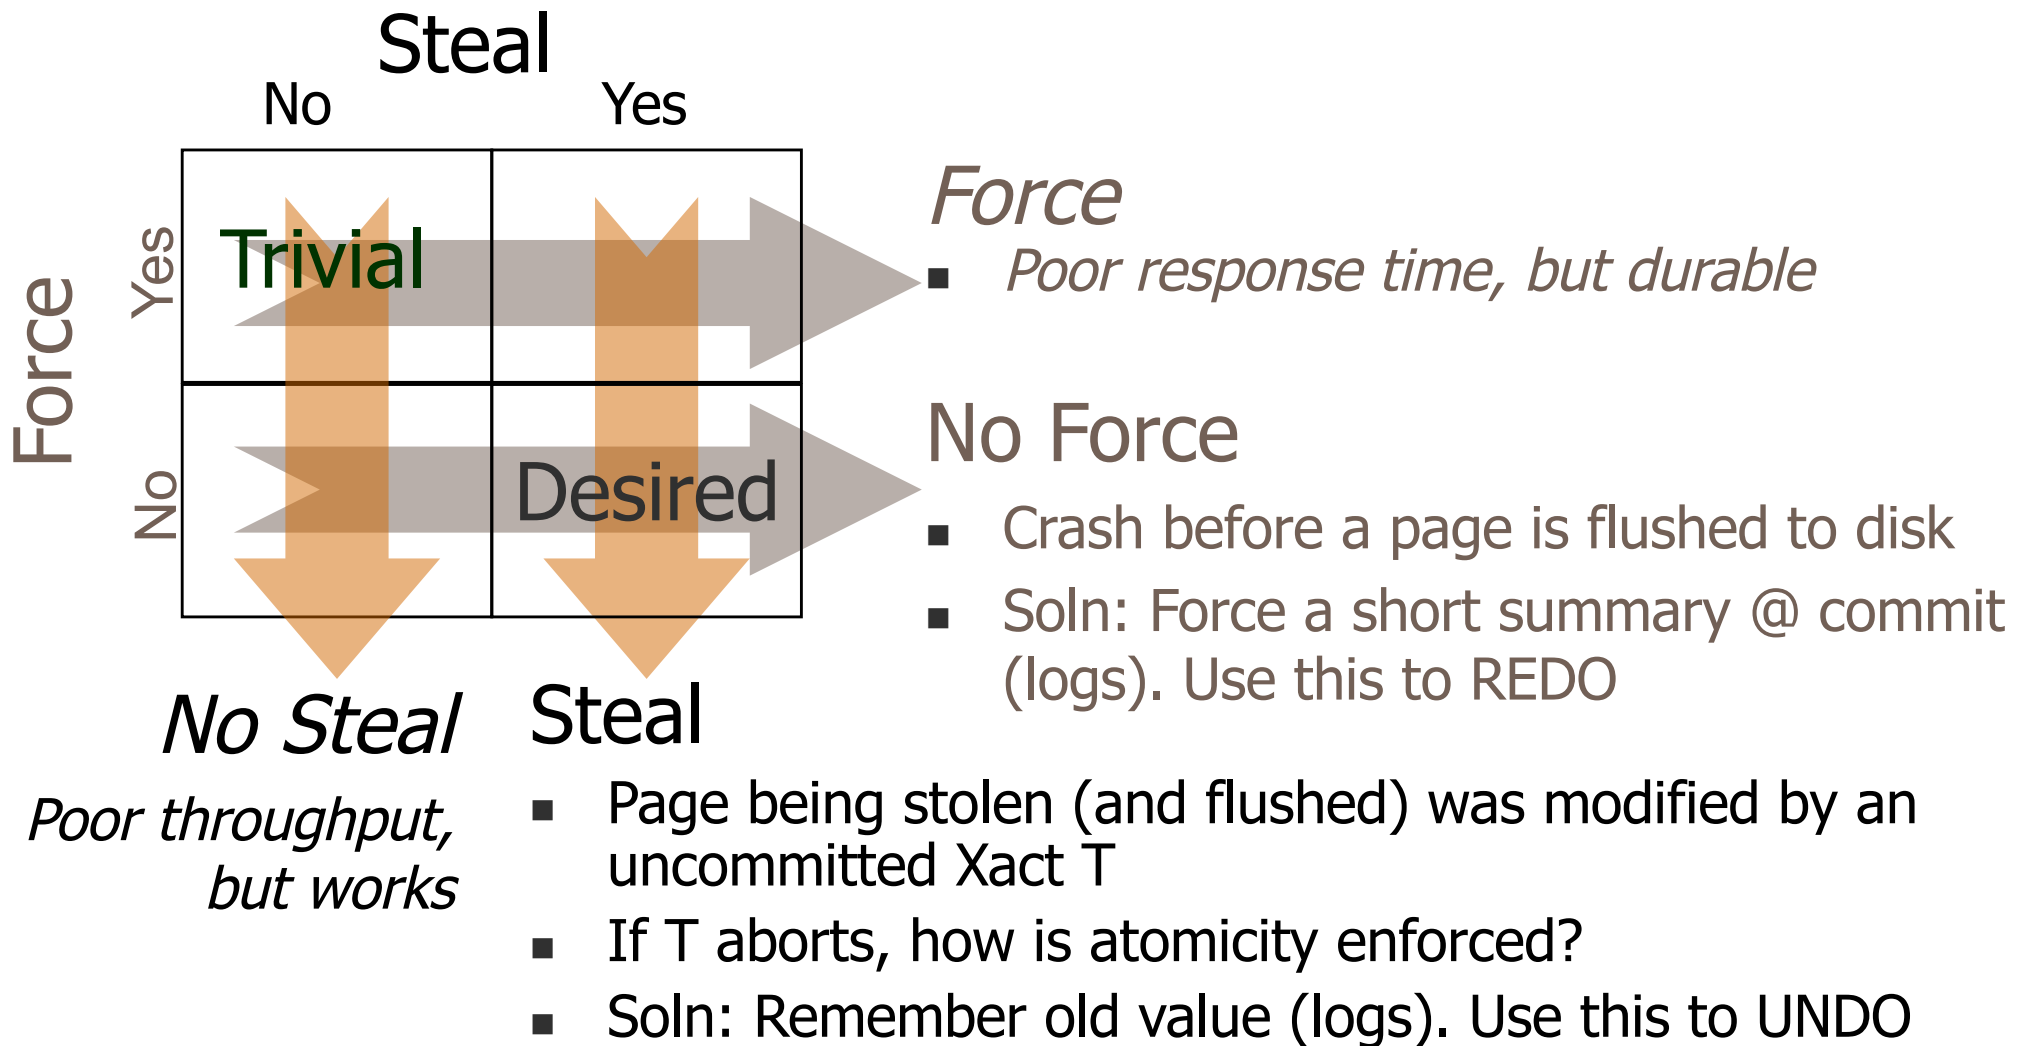 Steal
No Yes
Force
Yes
No
Trivial
Desired
Force
■ Poor response time, but durable
No Force
■ Crash before a page is flushed to disk
■ Soln: Force a short summary @ commit
(logs). Use this to REDO
No Steal
Poor throughput,
but works
Steal
■ Page being stolen (and flushed) was modified by an
uncommitted Xact T
■ If T aborts, how is atomicity enforced?
■ Soln: Remember old value (logs). Use this to UNDO